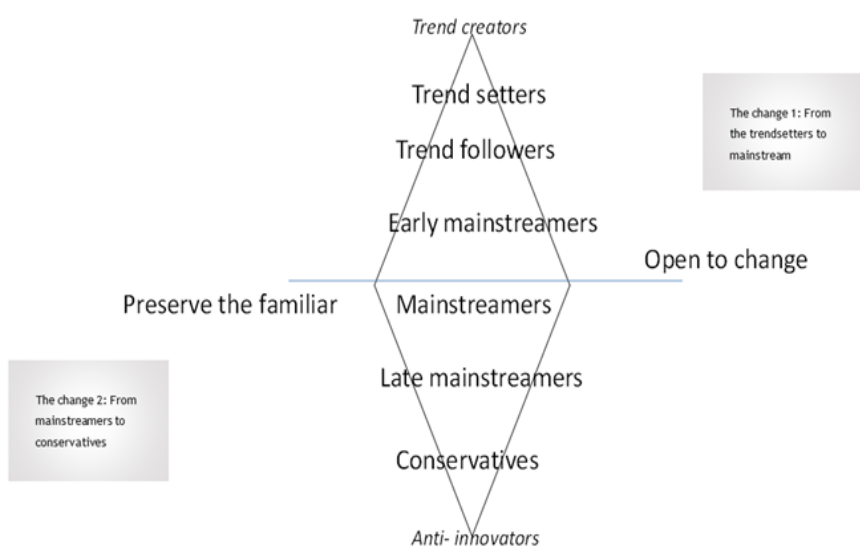 Trend creators
Trend setters
The change 1: From
the trendsetters to
mainstream
Trend followers
Early mainstreamers
Open to change
Preserve the familiar
Mainstreamers
Late mainstreamers
The change 2: From
mainstreamers to
conservatives
Conservatives
Anti- innovators